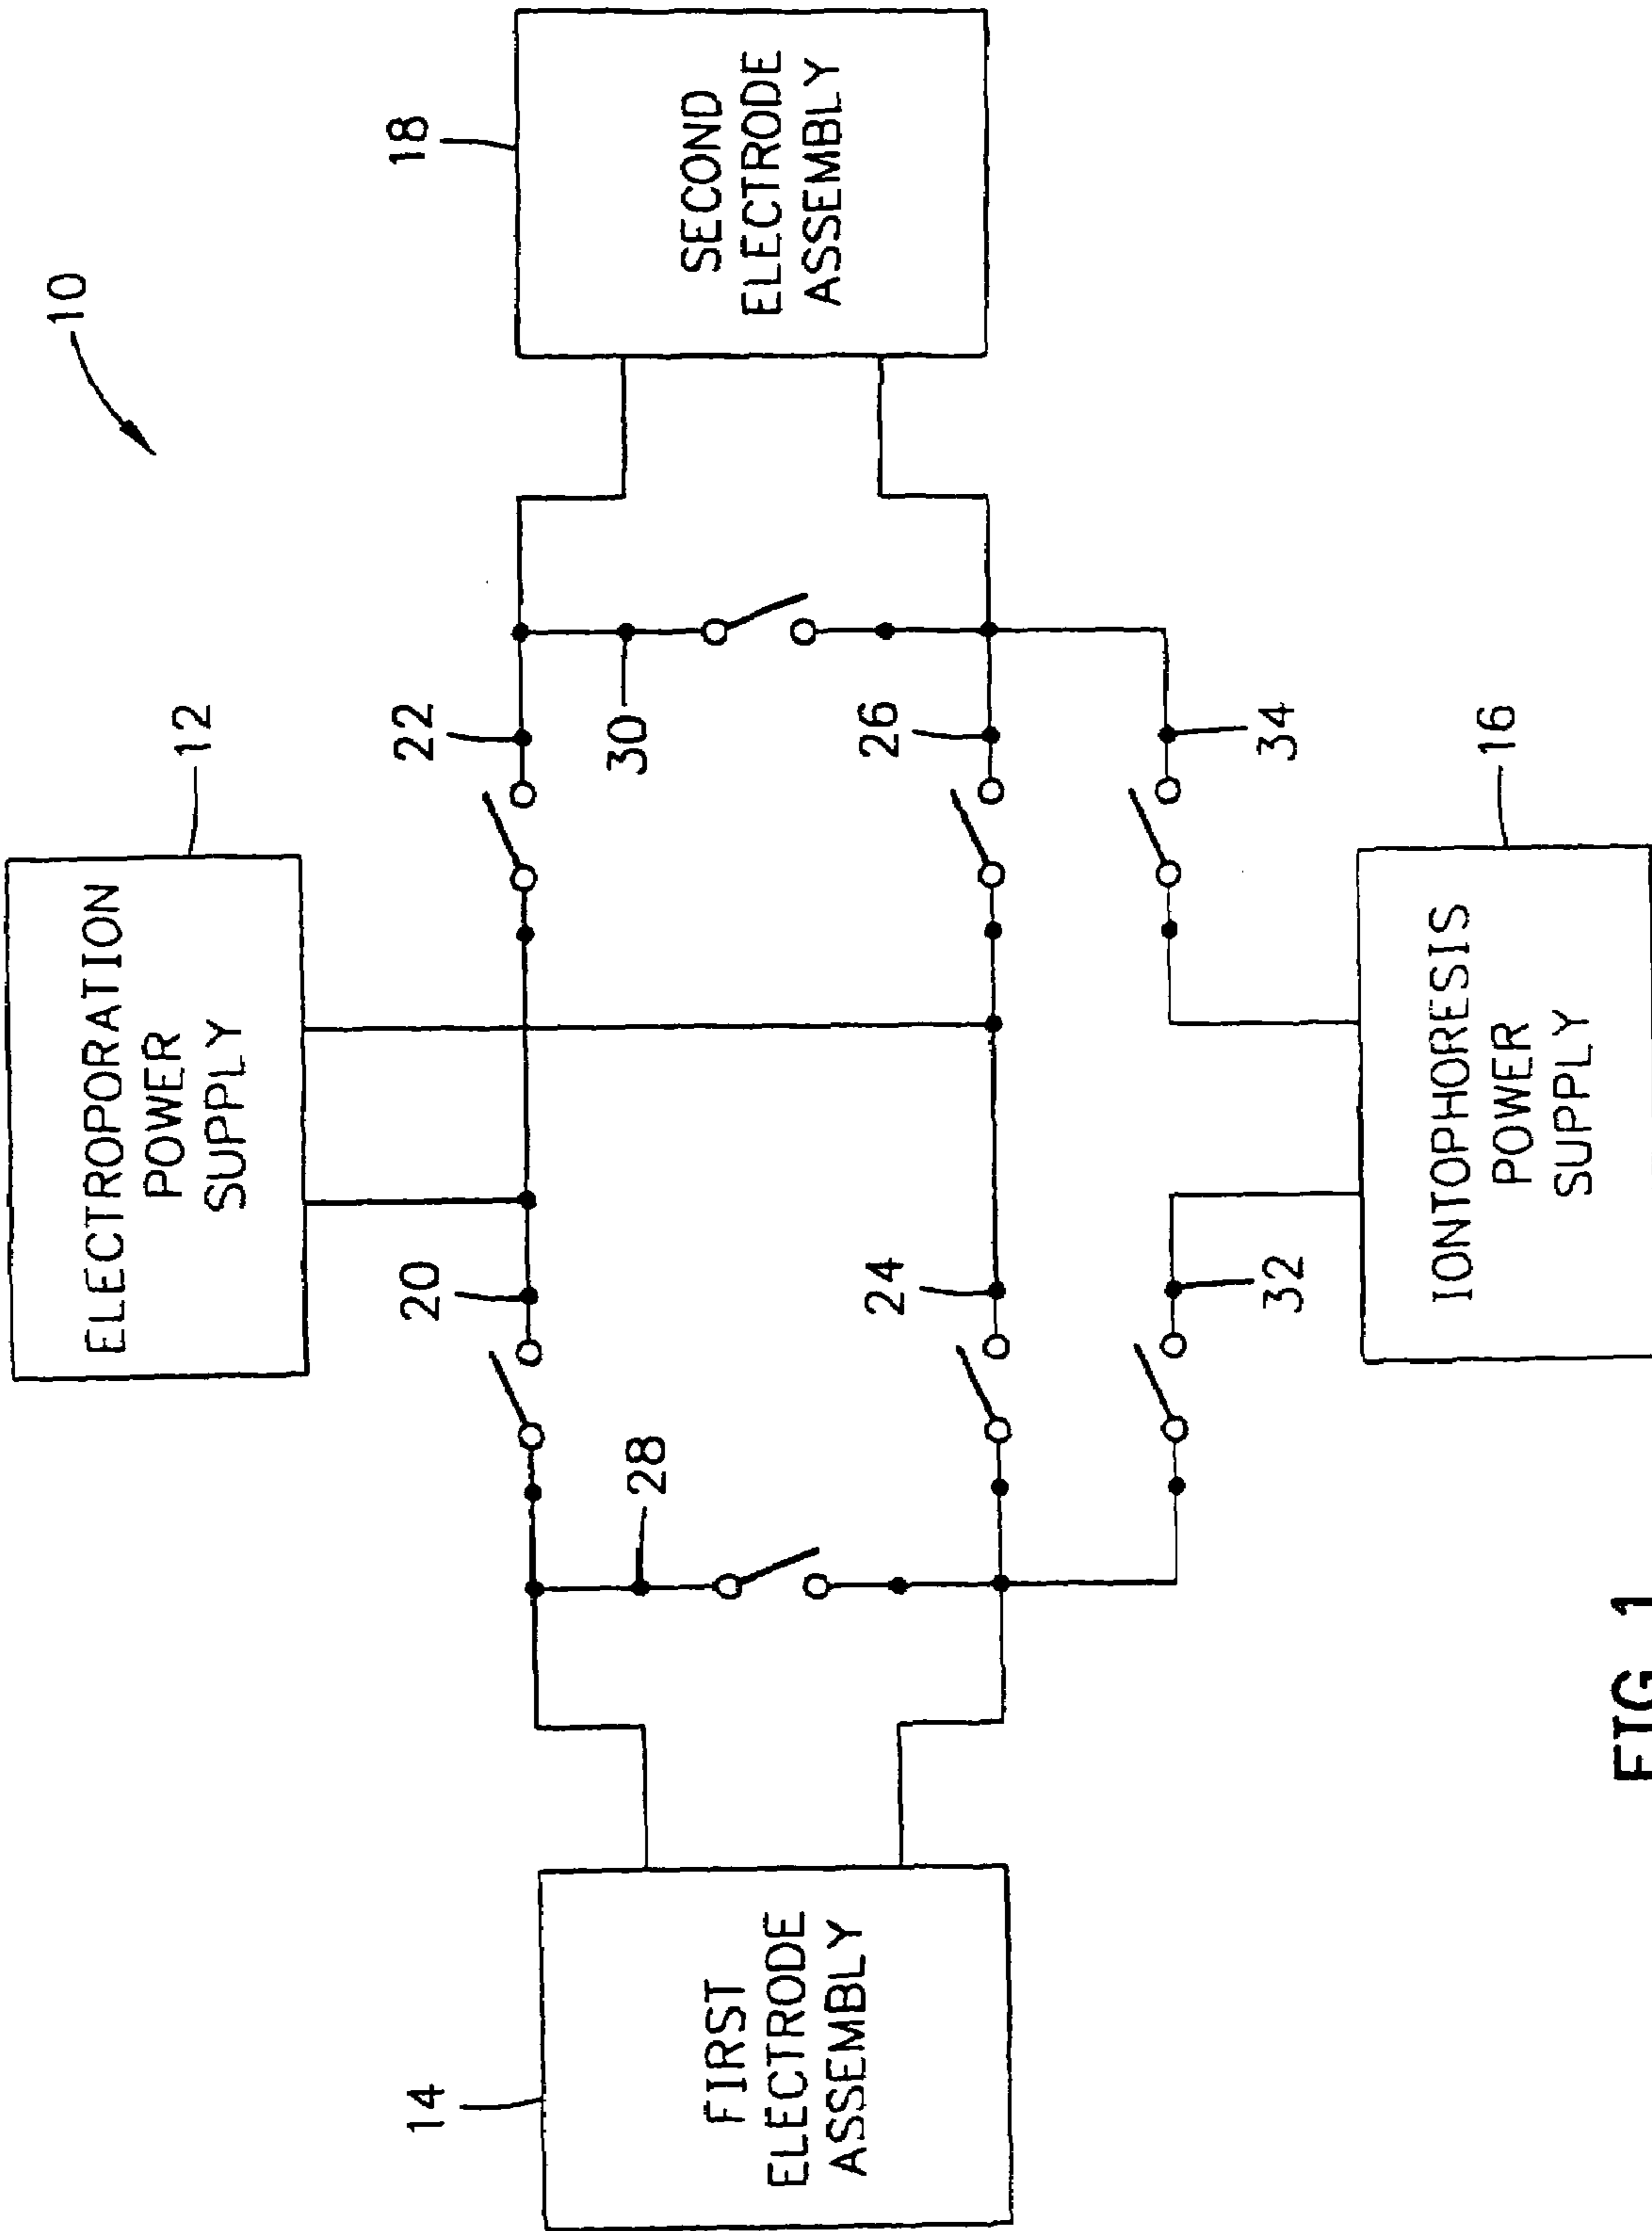 10
12
ELECTROPORATION
POWER
SUPPLY
14
FIRST
ELECTRODE
ASSEMBLY
18
SECOND
ELECTRODE
ASSEMBLY
20
22
28
30
24
26
32
34
16
IONTOPHORESIS
POWER
SUPPLY
FIG. 1